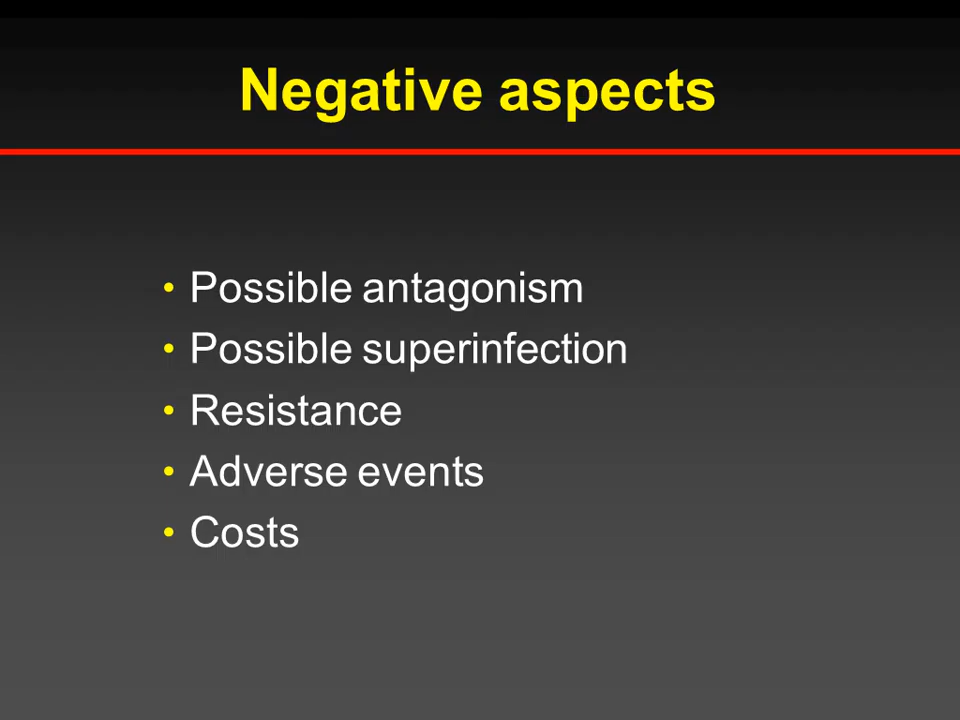 Negative aspects
• Possible antagonism
• Possible superinfection
• Resistance
• Adverse events
• Costs